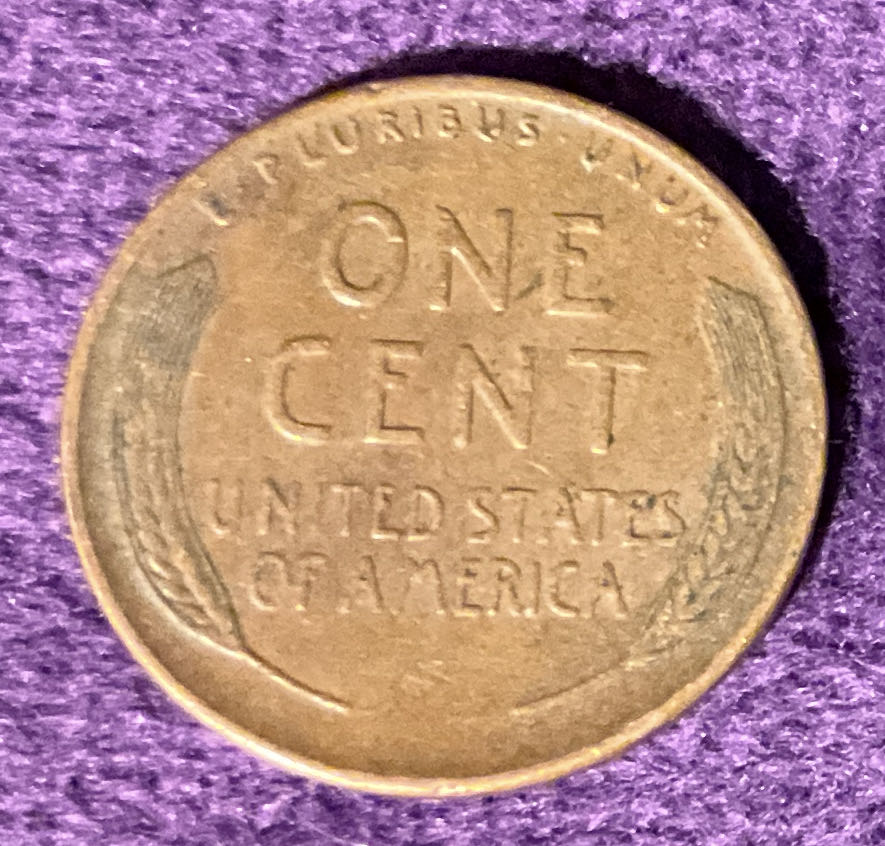 E · PLURIBUS · UNUM
ONE
CENT
UNITED STATES
OF AMERICA